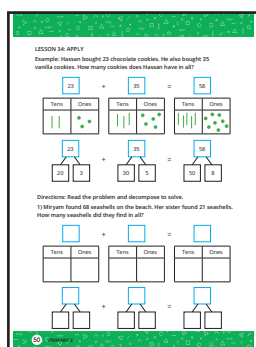 LESSON 34: APPLY
Example: Hassan bought 23 chocolate cookies. He also bought 35
vanilla cookies. How many cookies does Hassan have in all?
23 + 35 = 58
Tens Ones Tens Ones Tens Ones
23 + 35 = 58
20 3 30 5 50 8
Directions: Read the problem and decompose to solve.
1) Miryam found 68 seashells on the beach. Her sister found 21 seashells.
How many seashells did they find in all?
+ =
Tens Ones Tens Ones Tens Ones
+ =
50 PRIMARY 2